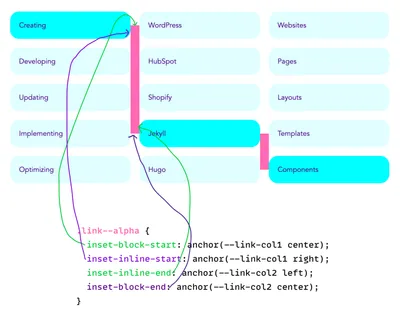 Creating WordPress Websites
Developing HubSpot Pages
Updating Shopify Layouts
Implementing Jekyll Templates
Optimizing Hugo Components
.link--alpha {
inset-block-start: anchor(--link-col1 center);
inset-inline-start: anchor(--link-col1 right);
inset-inline-end: anchor(--link-col2 left);
inset-block-end: anchor(--link-col2 center);
}